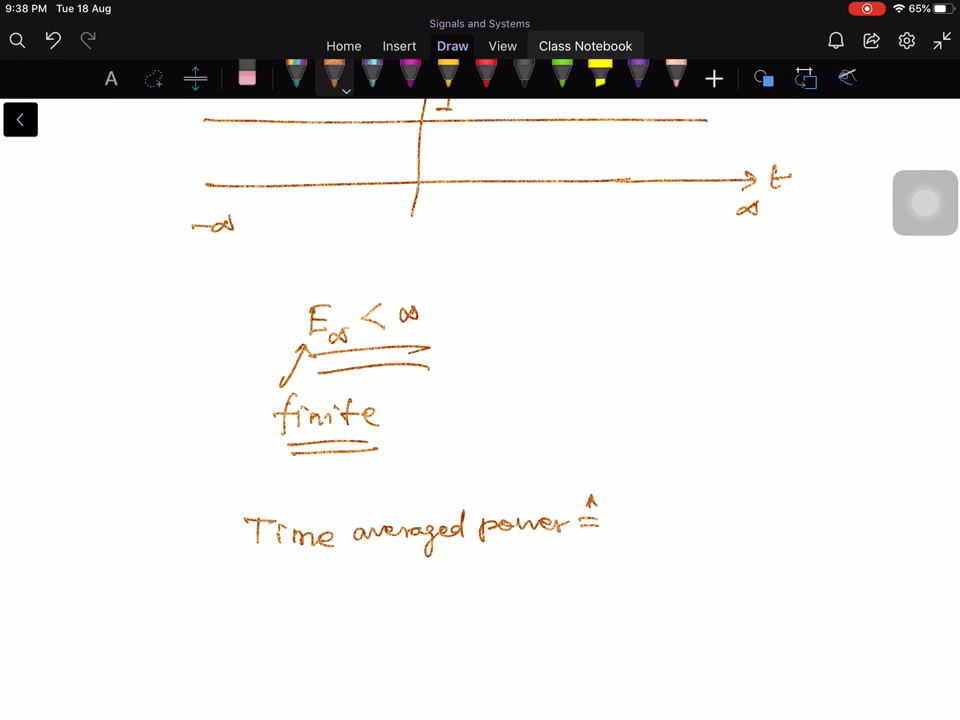 9:38 PM Tue 18 Aug
65%
Signals and Systems
Home Insert Draw View Class Notebook
A
1
t
-∞
∞
E∞ < ∞
finite
Time averaged power ≙